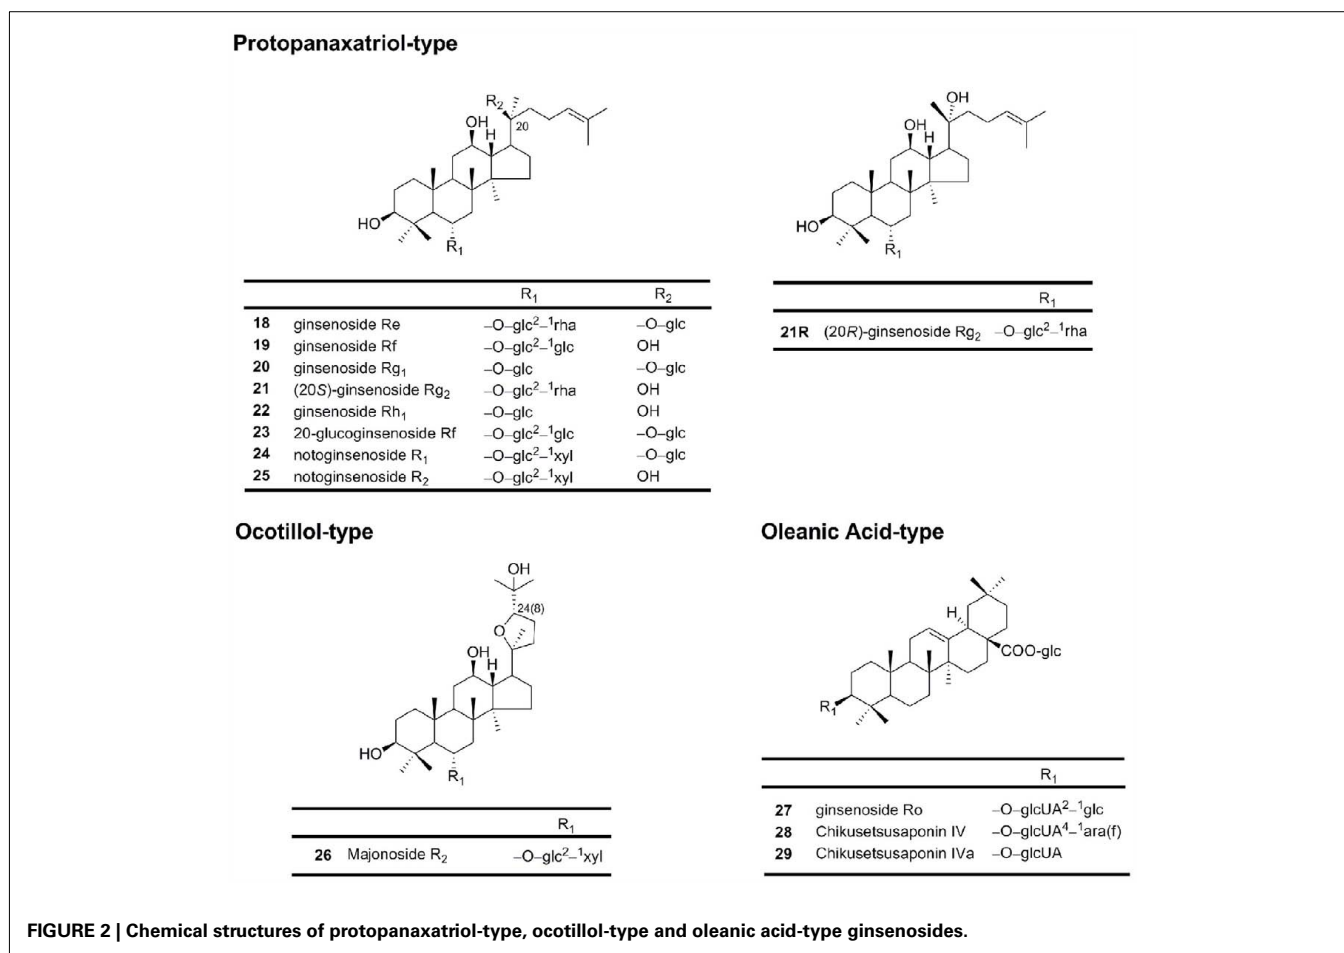 Protopanaxatriol-type
R₂
OH
20
H
HO
R₁
OH
OH
H
HO
R₁
R₁ R₂
18 ginsenoside Re –O–glc²–¹rha –O–glc
19 ginsenoside Rf –O–glc²–¹glc OH
20 ginsenoside Rg₁ –O–glc –O–glc
21 (20S)-ginsenoside Rg₂ –O–glc²–¹rha OH
22 ginsenoside Rh₁ –O–glc OH
23 20-glucoginsenoside Rf –O–glc²–¹glc –O–glc
24 notoginsenoside R₁ –O–glc²–¹xyl –O–glc
25 notoginsenoside R₂ –O–glc²–¹xyl OH
R₁
21R (20R)-ginsenoside Rg₂ –O–glc²–¹rha
Ocotillol-type
OH
24(8)
O
OH
H
HO
R₁
R₁
26 Majonoside R₂ –O–glc²–¹xyl
Oleanic Acid-type
H
COO-glc
R₁
R₁
27 ginsenoside Ro –O–glcUA²–¹glc
28 Chikusetsusaponin IV –O–glcUA⁴–¹ara(f)
29 Chikusetsusaponin IVa –O–glcUA
FIGURE 2 | Chemical structures of protopanaxatriol-type, ocotillol-type and oleanic acid-type ginsenosides.